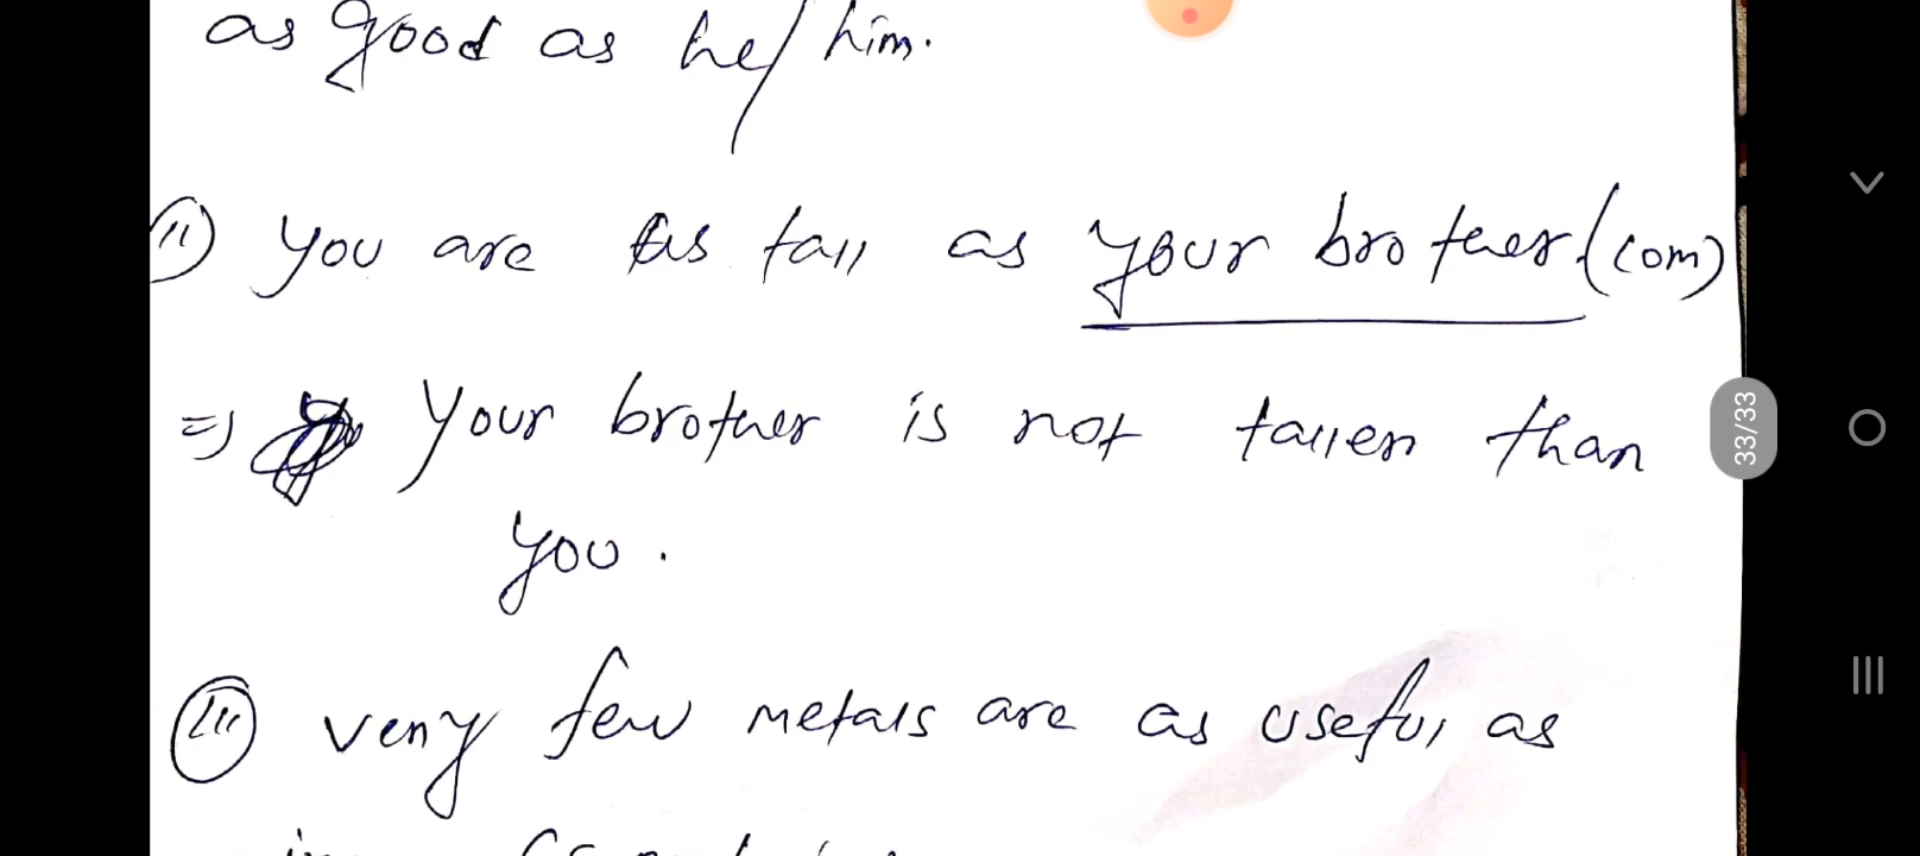 as good as he/him.
(ii) You are as tall as your brother (com)
=) Your brother is not taller than
you.
(iii) very few metals are as useful as
33/33